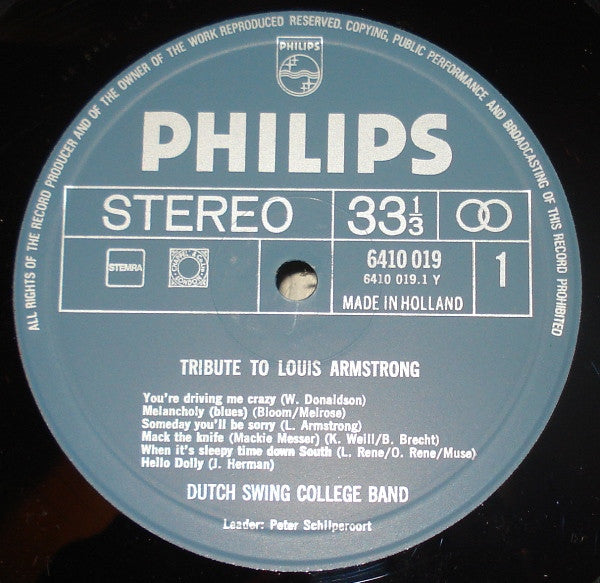 ALL RIGHTS OF THE RECORD PRODUCER AND OF THE OWNER OF THE WORK REPRODUCED RESERVED. COPYING, PUBLIC PERFORMANCE AND BROADCASTING OF THIS RECORD PROHIBITED
PHILIPS
PHILIPS
STEREO 33 1/3
STEMRA 6410 019 1
6410 019.1 Y
MADE IN HOLLAND
TRIBUTE TO LOUIS ARMSTRONG
You're driving me crazy (W. Donaldson)
Melancholy (blues) (Bloom/Melrose)
Someday you'll be sorry (L. Armstrong)
Mack the knife (Mackie Messer) (K. Weill/B. Brecht)
When it's sleepy time down South (L. Rene/O. Rene/Muse)
Hello Dolly (J. Herman)
DUTCH SWING COLLEGE BAND
Leader: Peter Schilperoort